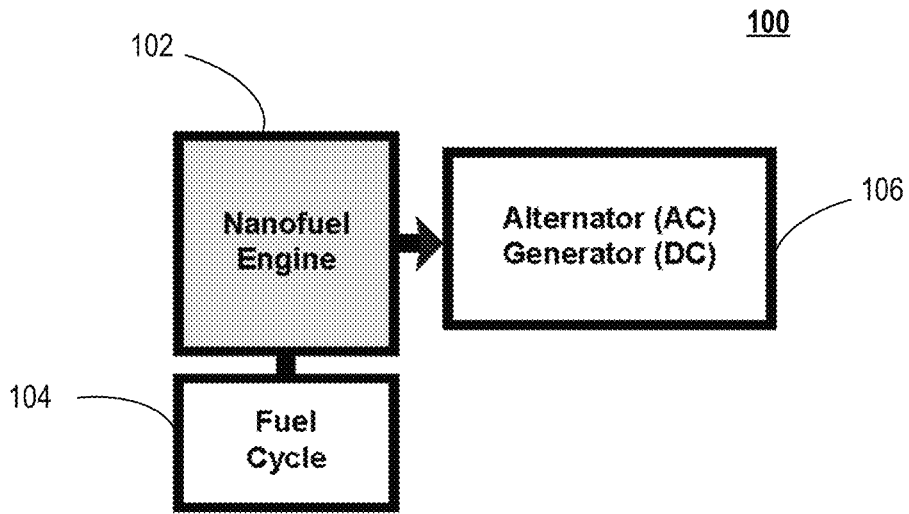 100
102
Nanofuel
Engine
Alternator (AC)
Generator (DC)
106
104
Fuel
Cycle